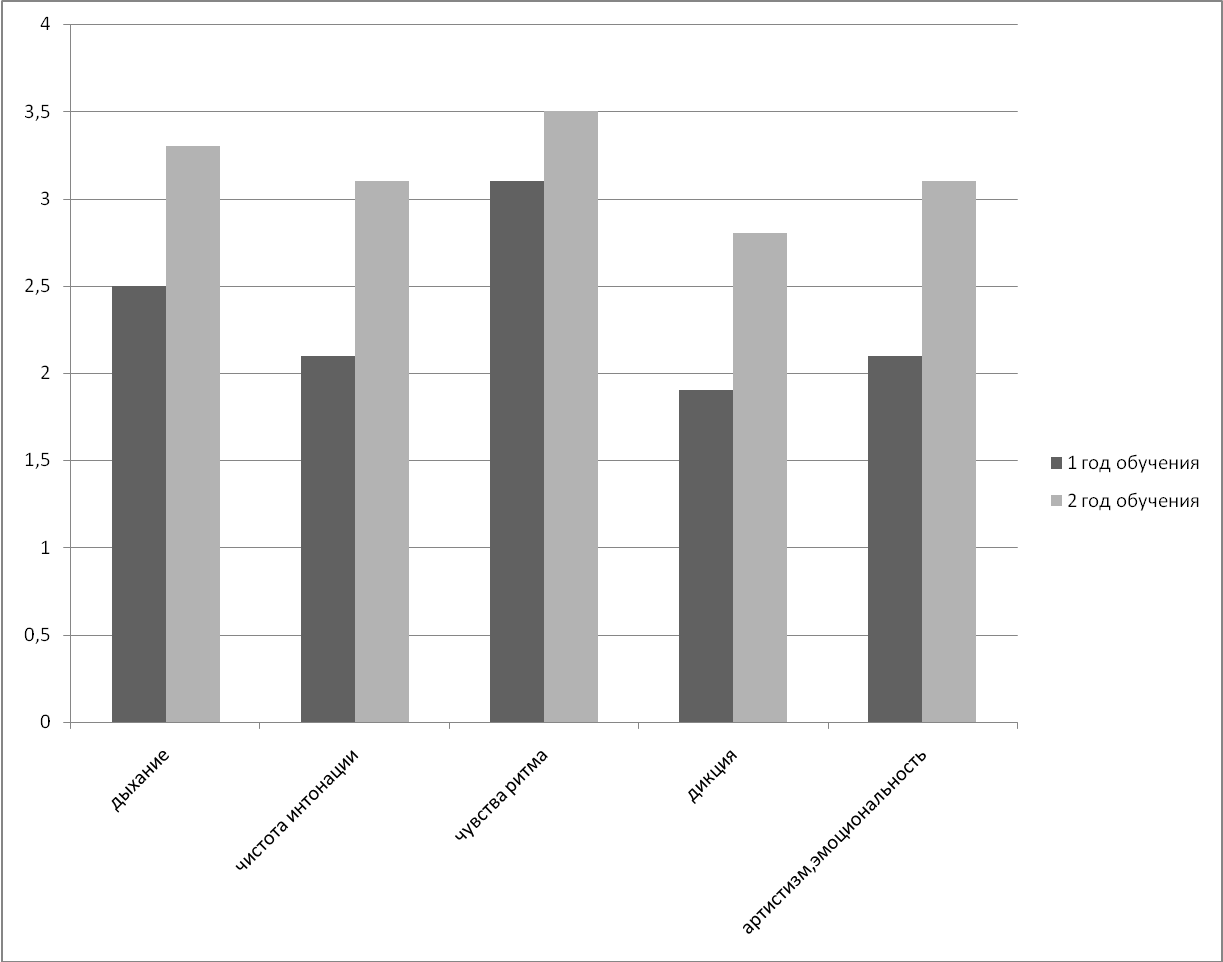 4
3,5
3
2,5
2
1,5
1
0,5
0
дыхание
чистота интонации
чувства ритма
дикция
артистизм,эмоциональность
1 год обучения
2 год обучения